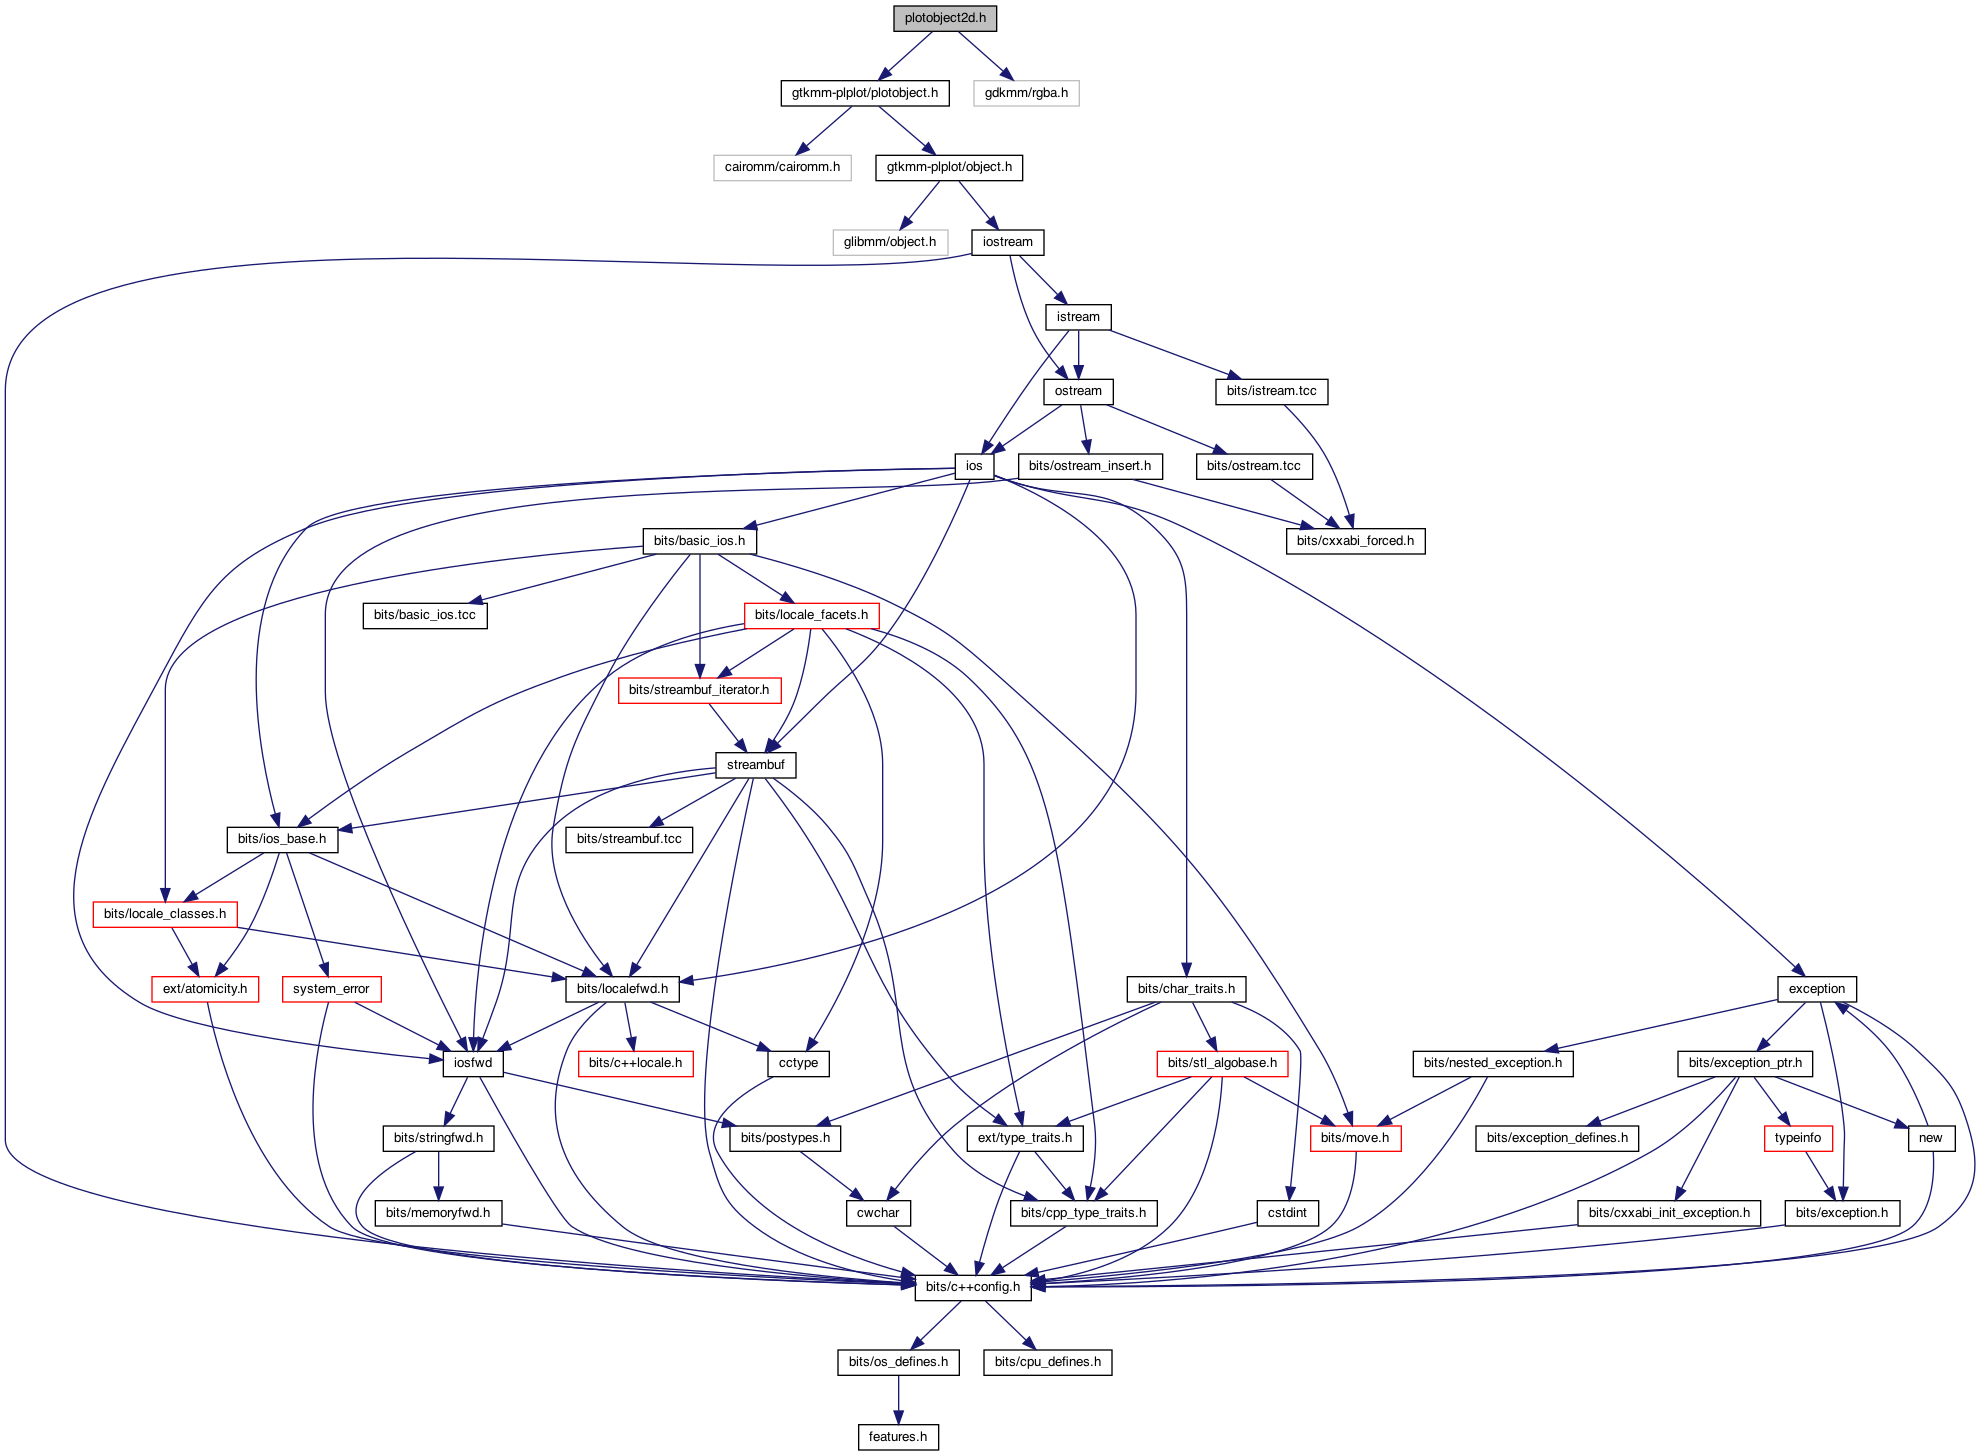 plotobject2d.h
gtkmm-plplot/plotobject.h
gdkmm/rgba.h
cairomm/cairomm.h
gtkmm-plplot/object.h
glibmm/object.h
iostream
istream
ostream
bits/istream.tcc
ios
bits/ostream_insert.h
bits/ostream.tcc
bits/basic_ios.h
bits/cxxabi_forced.h
bits/basic_ios.tcc
bits/locale_facets.h
bits/streambuf_iterator.h
streambuf
bits/ios_base.h
bits/streambuf.tcc
bits/locale_classes.h
ext/atomicity.h
system_error
bits/localefwd.h
bits/char_traits.h
exception
iosfwd
bits/c++locale.h
cctype
bits/stl_algobase.h
bits/nested_exception.h
bits/exception_ptr.h
bits/stringfwd.h
bits/postypes.h
ext/type_traits.h
bits/move.h
bits/exception_defines.h
typeinfo
new
bits/memoryfwd.h
cwchar
bits/cpp_type_traits.h
cstdint
bits/cxxabi_init_exception.h
bits/exception.h
bits/c++config.h
bits/os_defines.h
bits/cpu_defines.h
features.h